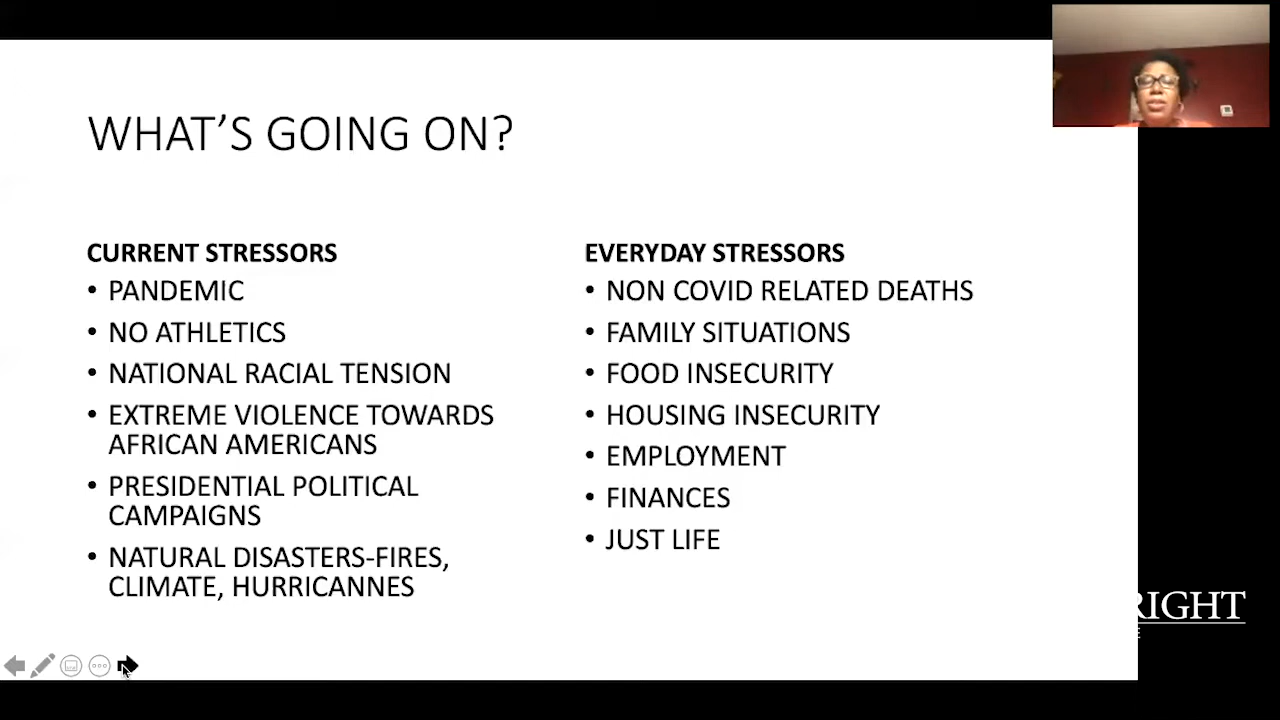 WHAT'S GOING ON?
CURRENT STRESSORS
• PANDEMIC
• NO ATHLETICS
• NATIONAL RACIAL TENSION
• EXTREME VIOLENCE TOWARDS
AFRICAN AMERICANS
• PRESIDENTIAL POLITICAL
CAMPAIGNS
• NATURAL DISASTERS-FIRES,
CLIMATE, HURRICANNES
EVERYDAY STRESSORS
• NON COVID RELATED DEATHS
• FAMILY SITUATIONS
• FOOD INSECURITY
• HOUSING INSECURITY
• EMPLOYMENT
• FINANCES
• JUST LIFE
RIGHT